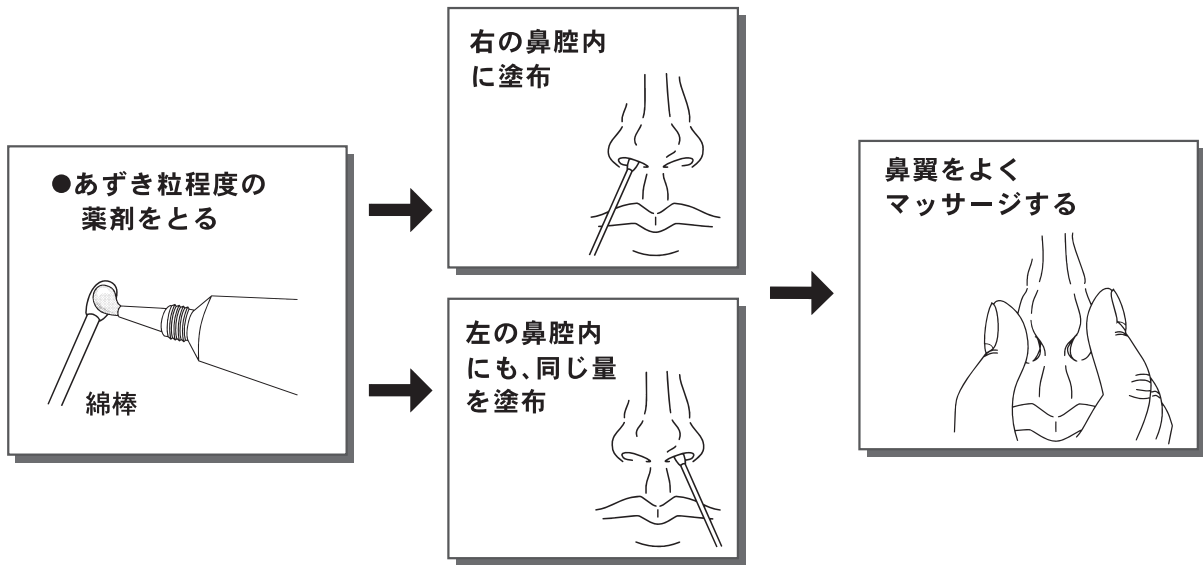 ●あずき粒程度の
薬剤をとる
綿棒
右の鼻腔内
に塗布
左の鼻腔内
にも、同じ量
を塗布
鼻翼をよく
マッサージする